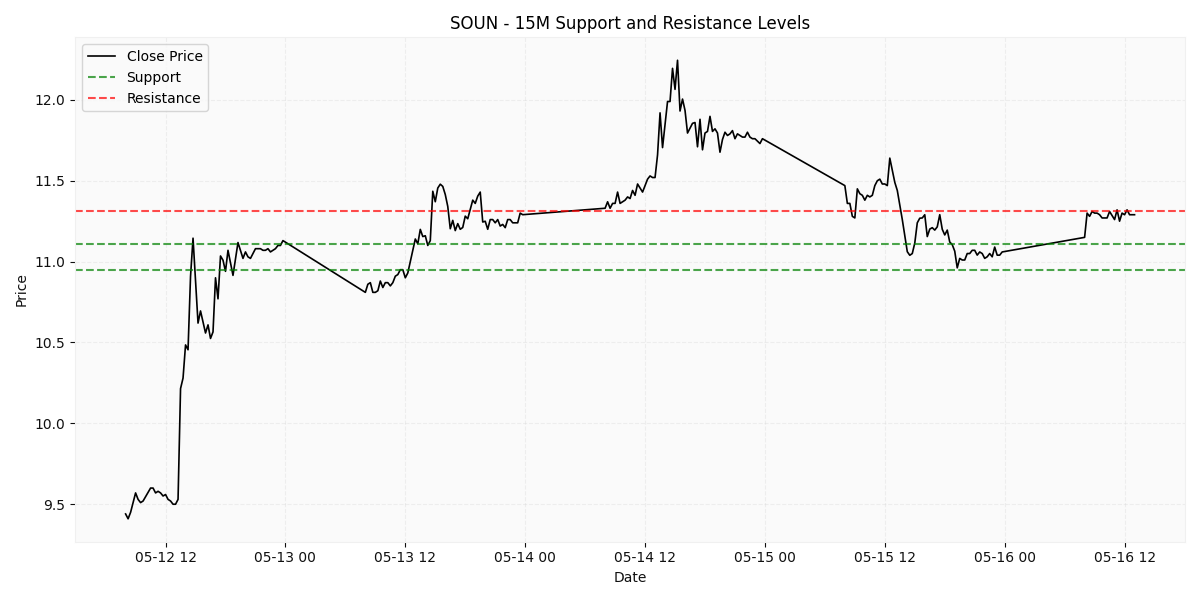 SOUN - 15M Support and Resistance Levels
Close Price
Support
Resistance
Price
12.0
11.5
11.0
10.5
10.0
9.5
05-12 12
05-13 00
05-13 12
05-14 00
05-14 12
05-15 00
05-15 12
05-16 00
05-16 12
Date